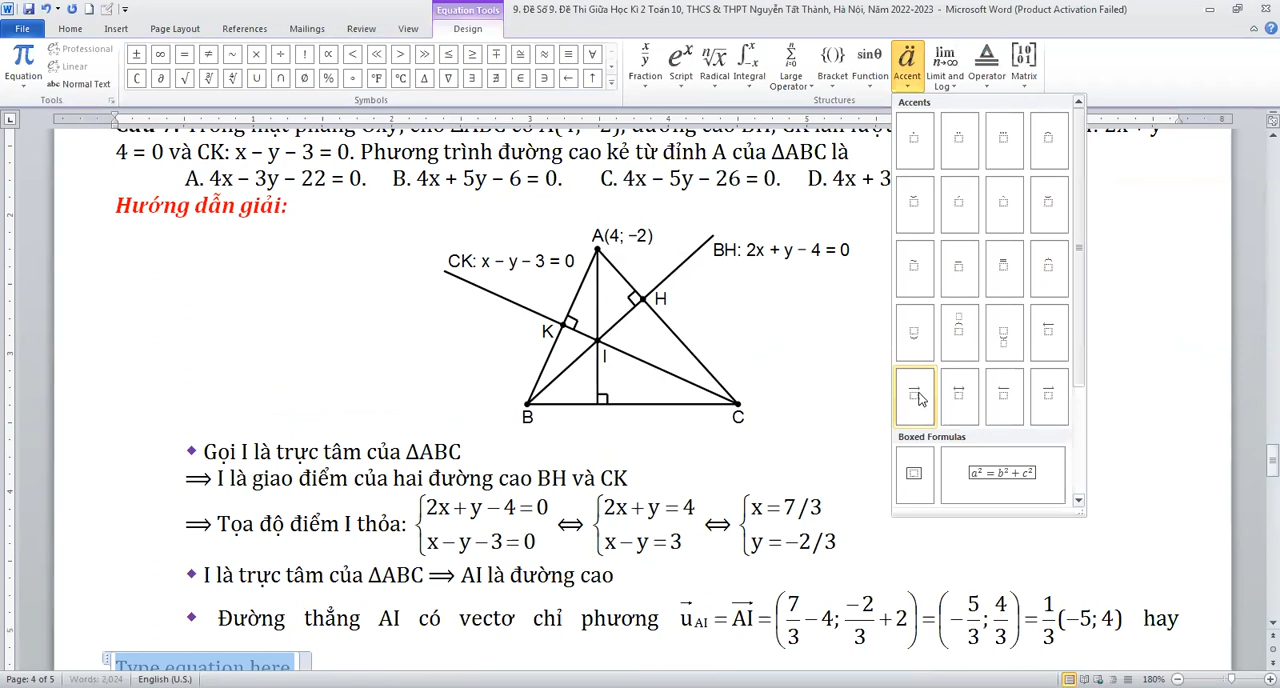 9. Đề Số 9. Đề Thi Giữa Học Kì 2 Toán 10, THCS & THPT Nguyễn Tất Thành, Hà Nội, Năm 2022-2023 - Microsoft Word (Product Activation Failed)
Equation Tools
File Home Insert Page Layout References Mailings Review View Design
π Equation
Professional
Linear
abc Normal Text
± ∞ = ≠ ~ × ÷ ! ∝ < ≪ > ≫ ≤ ≥ ∓ ≅ ≈ ≡ ∀
∁ ∂ √ ∛ ∜ ∪ ∩ ∅ % ° °F °C ∆ ∇ ∃ ∄ ∈ ∋ ← ↑
Fraction Script Radical Integral Large Operator Bracket Function Accent Limit and Log Operator Matrix
Tools Symbols Structures
Accents
4 = 0 và CK: x – y – 3 = 0. Phương trình đường cao kẻ từ đỉnh A của ΔABC là
A. 4x – 3y – 22 = 0. B. 4x + 5y – 6 = 0. C. 4x – 5y – 26 = 0. D. 4x + 3
Hướng dẫn giải:
A(4; −2)
BH: 2x + y − 4 = 0
CK: x − y − 3 = 0
H
K
I
B C
Boxed Formulas
a² = b² + c²
◆ Gọi I là trực tâm của ΔABC
⟹ I là giao điểm của hai đường cao BH và CK
⟹ Tọa độ điểm I thỏa: {2x + y − 4 = 0; x − y − 3 = 0 ⟺ {2x + y = 4; x − y = 3 ⟺ {x = 7/3; y = −2/3
◆ I là trực tâm của ΔABC ⟹ AI là đường cao
◆ Đường thẳng AI có vectơ chỉ phương u⃗_AI = AI⃗ = (7/3 − 4; −2/3 + 2) = (−5/3; 4/3) = 1/3(−5; 4) hay
Type equation here
Page: 4 of 5 Words: 2,024 English (U.S.) 180%